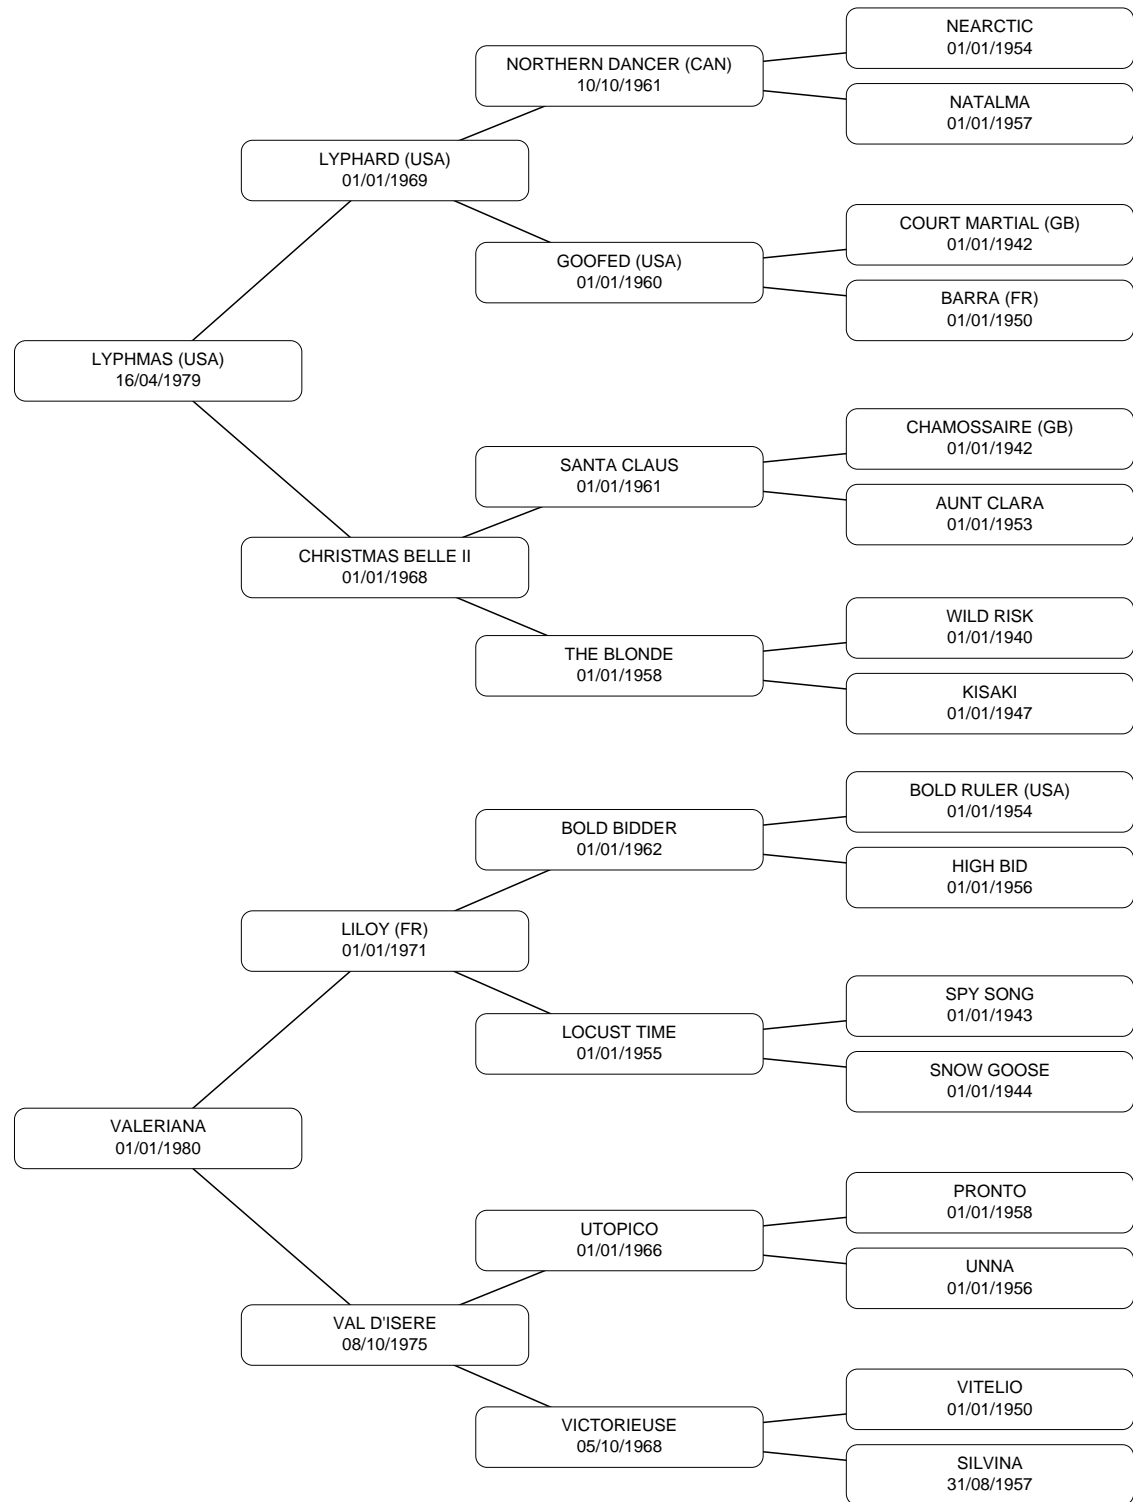 NEARCTIC
01/01/1954
NORTHERN DANCER (CAN)
10/10/1961
NATALMA
01/01/1957
LYPHARD (USA)
01/01/1969
COURT MARTIAL (GB)
01/01/1942
GOOFED (USA)
01/01/1960
BARRA (FR)
01/01/1950
LYPHMAS (USA)
16/04/1979
CHAMOSSAIRE (GB)
01/01/1942
SANTA CLAUS
01/01/1961
AUNT CLARA
01/01/1953
CHRISTMAS BELLE II
01/01/1968
WILD RISK
01/01/1940
THE BLONDE
01/01/1958
KISAKI
01/01/1947
BOLD RULER (USA)
01/01/1954
BOLD BIDDER
01/01/1962
HIGH BID
01/01/1956
LILOY (FR)
01/01/1971
SPY SONG
01/01/1943
LOCUST TIME
01/01/1955
SNOW GOOSE
01/01/1944
VALERIANA
01/01/1980
PRONTO
01/01/1958
UTOPICO
01/01/1966
UNNA
01/01/1956
VAL D'ISERE
08/10/1975
VITELIO
01/01/1950
VICTORIEUSE
05/10/1968
SILVINA
31/08/1957